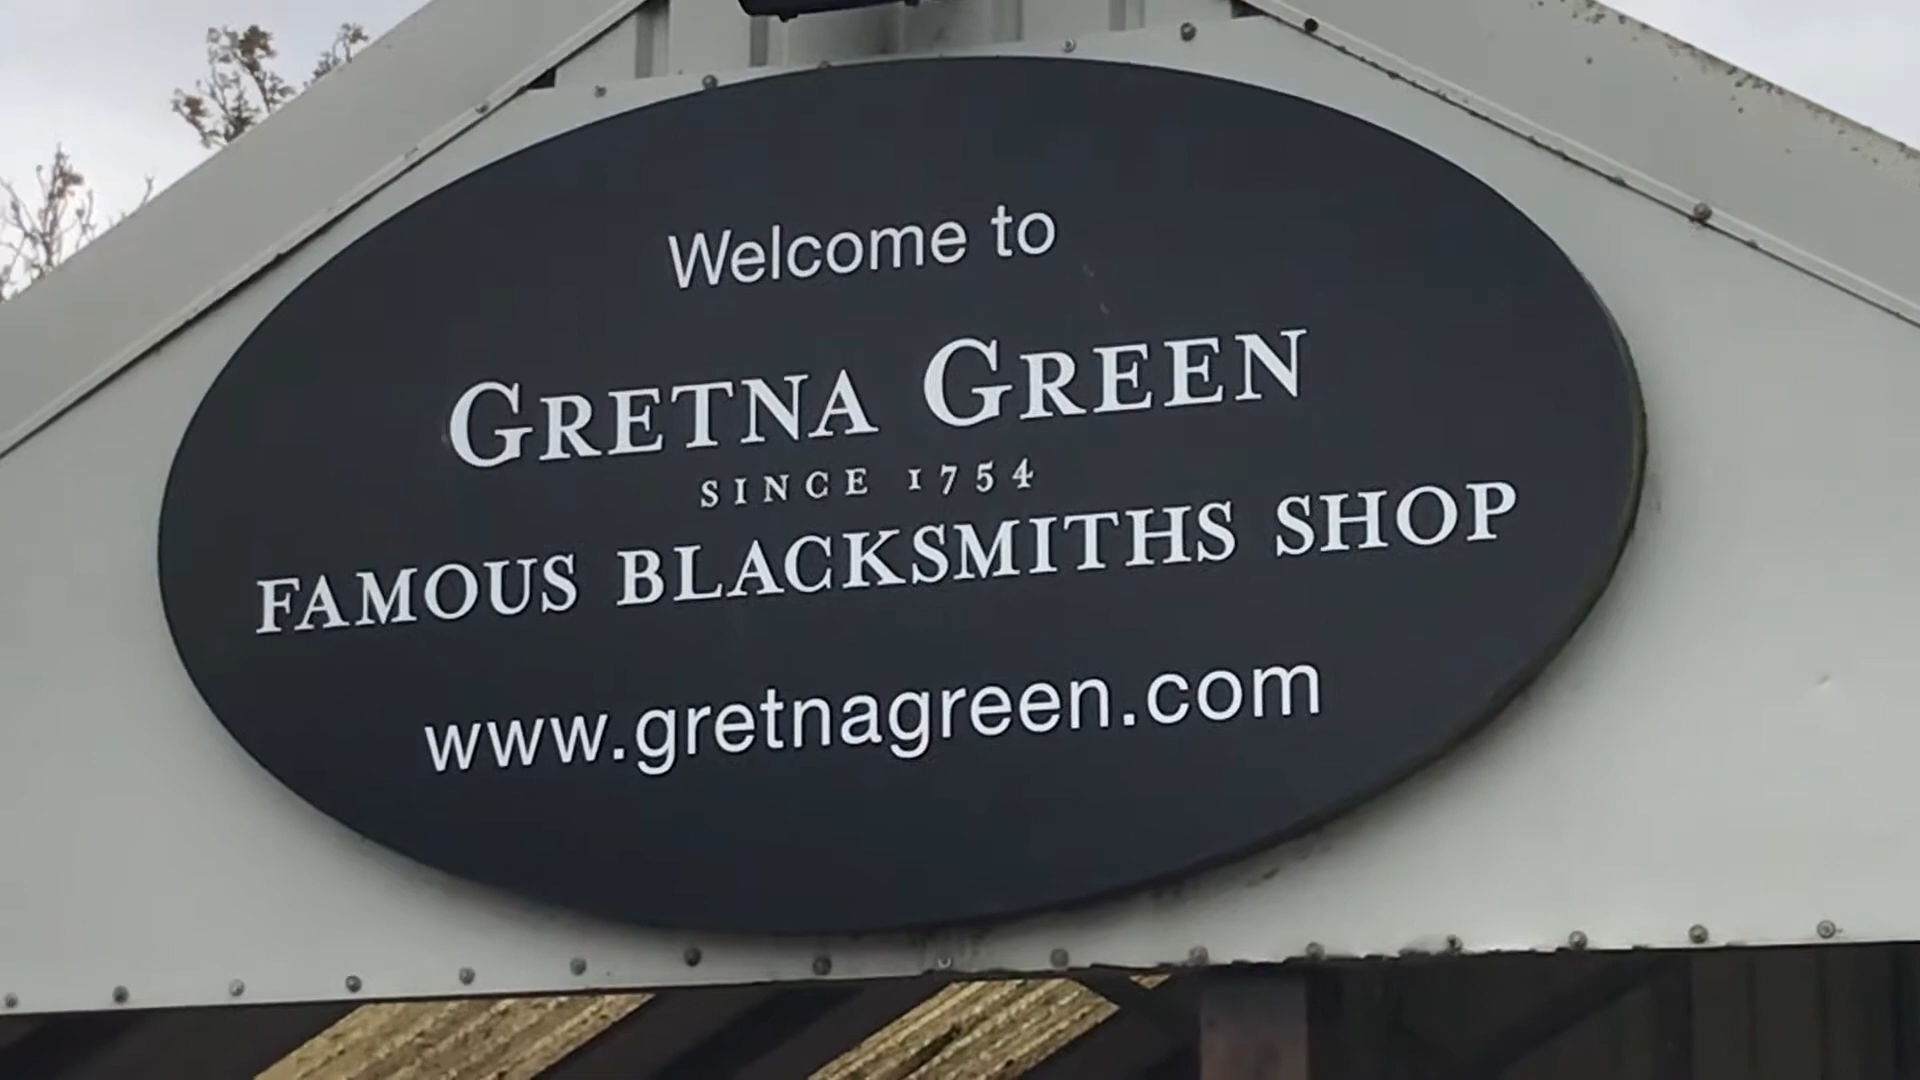 Welcome to
GRETNA GREEN
SINCE 1754
FAMOUS BLACKSMITHS SHOP
www.gretnagreen.com